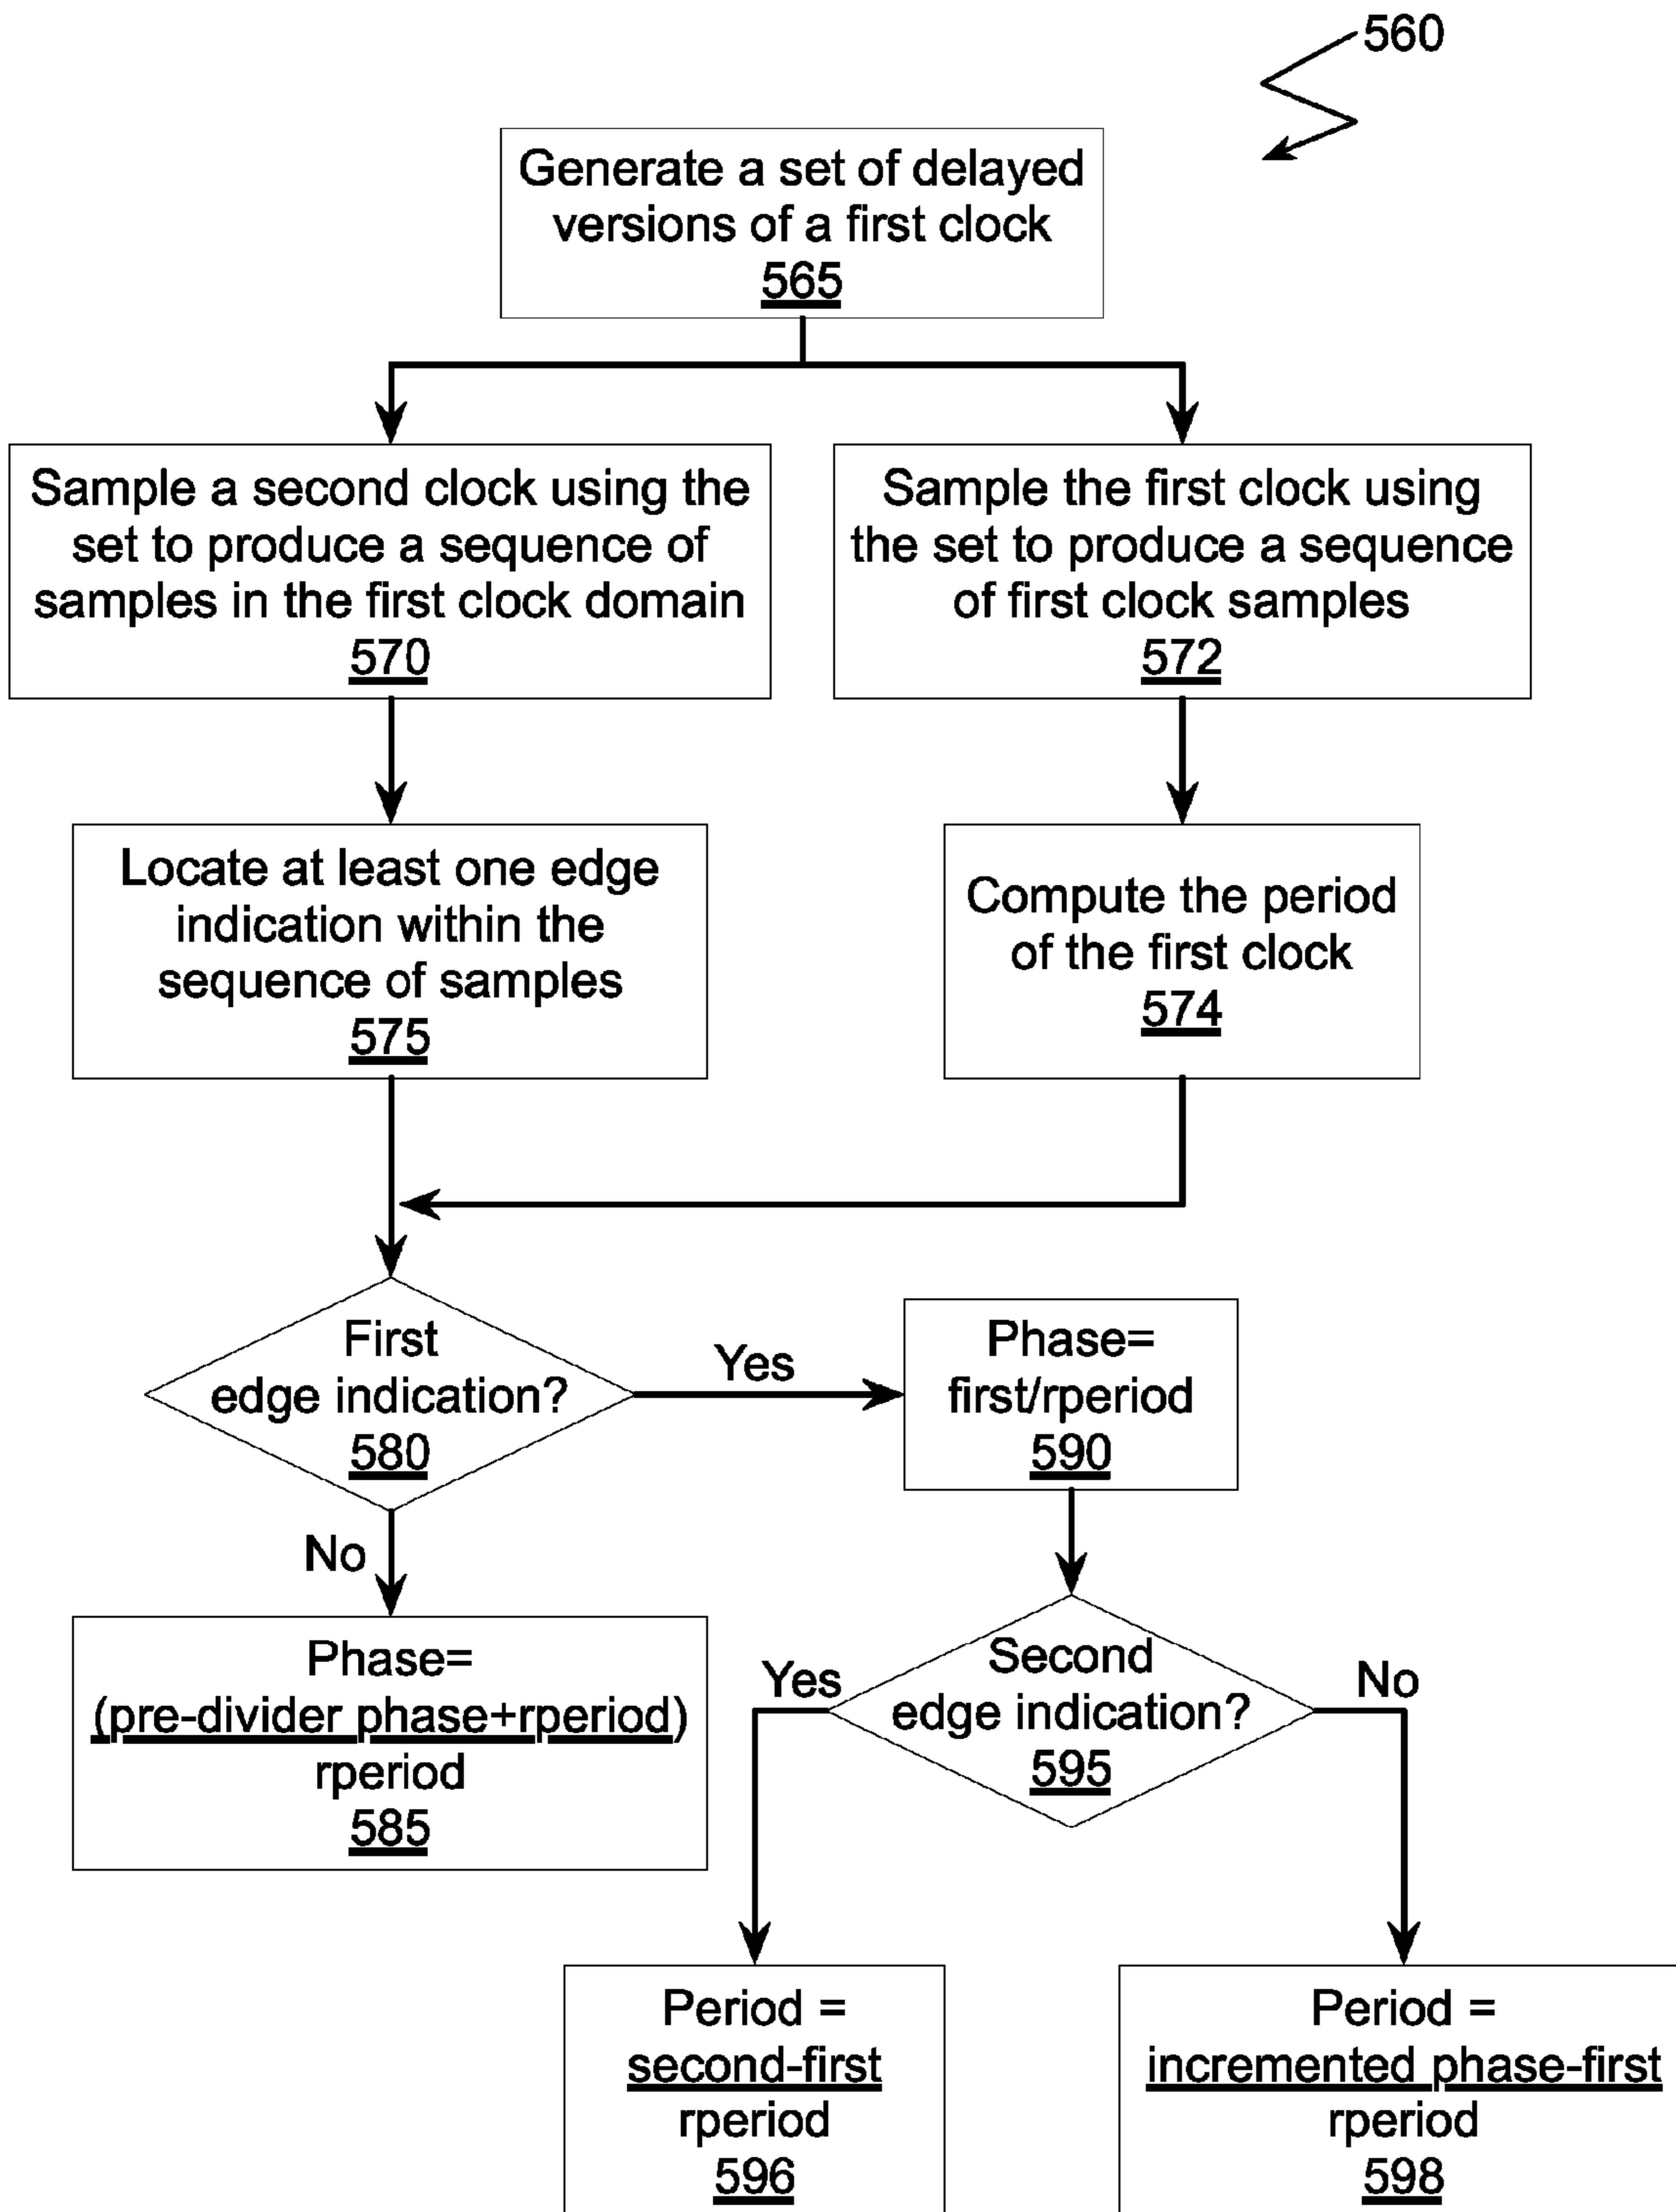 560
Generate a set of delayed
versions of a first clock
565
Sample a second clock using the
set to produce a sequence of
samples in the first clock domain
570
Sample the first clock using
the set to produce a sequence
of first clock samples
572
Locate at least one edge
indication within the
sequence of samples
575
Compute the period
of the first clock
574
First
edge indication?
580
Yes
No
Phase=
first/rperiod
590
Phase=
(pre-divider phase+rperiod)
rperiod
585
Second
edge indication?
595
Yes
No
Period =
second-first
rperiod
596
Period =
incremented phase-first
rperiod
598